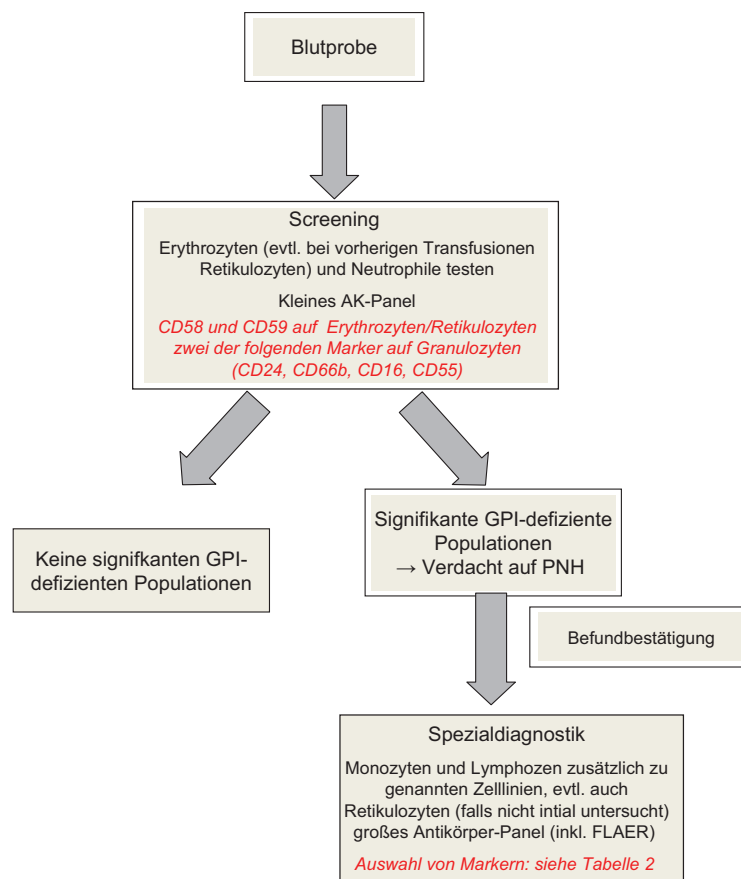 Blutprobe
Screening
Erythrozyten (evtl. bei vorherigen Transfusionen
Retikulozyten) und Neutrophile testen
Kleines AK-Panel
CD58 und CD59 auf Erythrozyten/Retikulozyten
zwei der folgenden Marker auf Granulozyten
(CD24, CD66b, CD16, CD55)
Keine signifkanten GPI-
defizienten Populationen
Signifikante GPI-defiziente
Populationen
→ Verdacht auf PNH
Befundbestätigung
Spezialdiagnostik
Monozyten und Lymphozen zusätzlich zu
genannten Zelllinien, evtl. auch
Retikulozyten (falls nicht intial untersucht)
großes Antikörper-Panel (inkl. FLAER)
Auswahl von Markern: siehe Tabelle 2